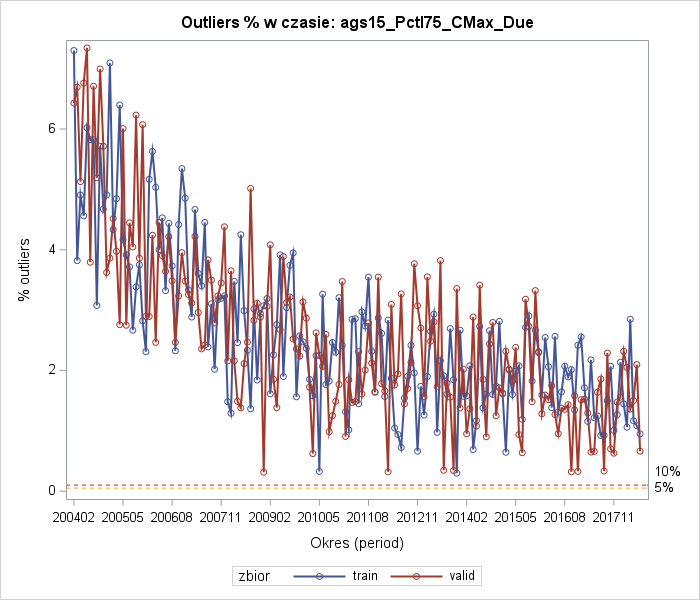 Outliers % w czasie: ags15_Pctl75_CMax_Due
% outliers
6
4
2
0
10%
5%
200402 200505 200608 200711 200902 201005 201108 201211 201402 201505 201608 201711
Okres (period)
zbior train valid